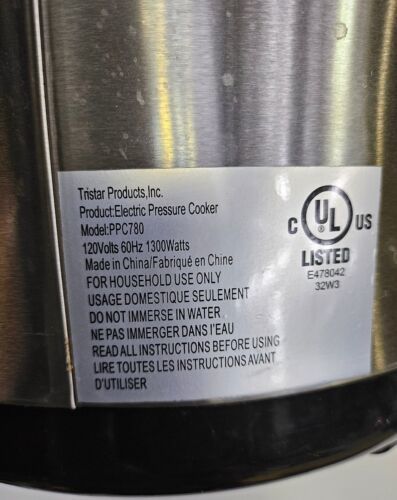 Tristar Products,Inc.
Product:Electric Pressure Cooker
Model:PPC780
120Volts 60Hz 1300Watts
Made in China/Fabriqué en Chine
FOR HOUSEHOLD USE ONLY
USAGE DOMESTIQUE SEULEMENT
DO NOT IMMERSE IN WATER
NE PAS IMMERGER DANS l'EAU
READ ALL INSTRUCTIONS BEFORE USING
LIRE TOUTES LES INSTRUCTIONS AVANT
D'UTILISER
C UL US
®
LISTED
E478042
32W3